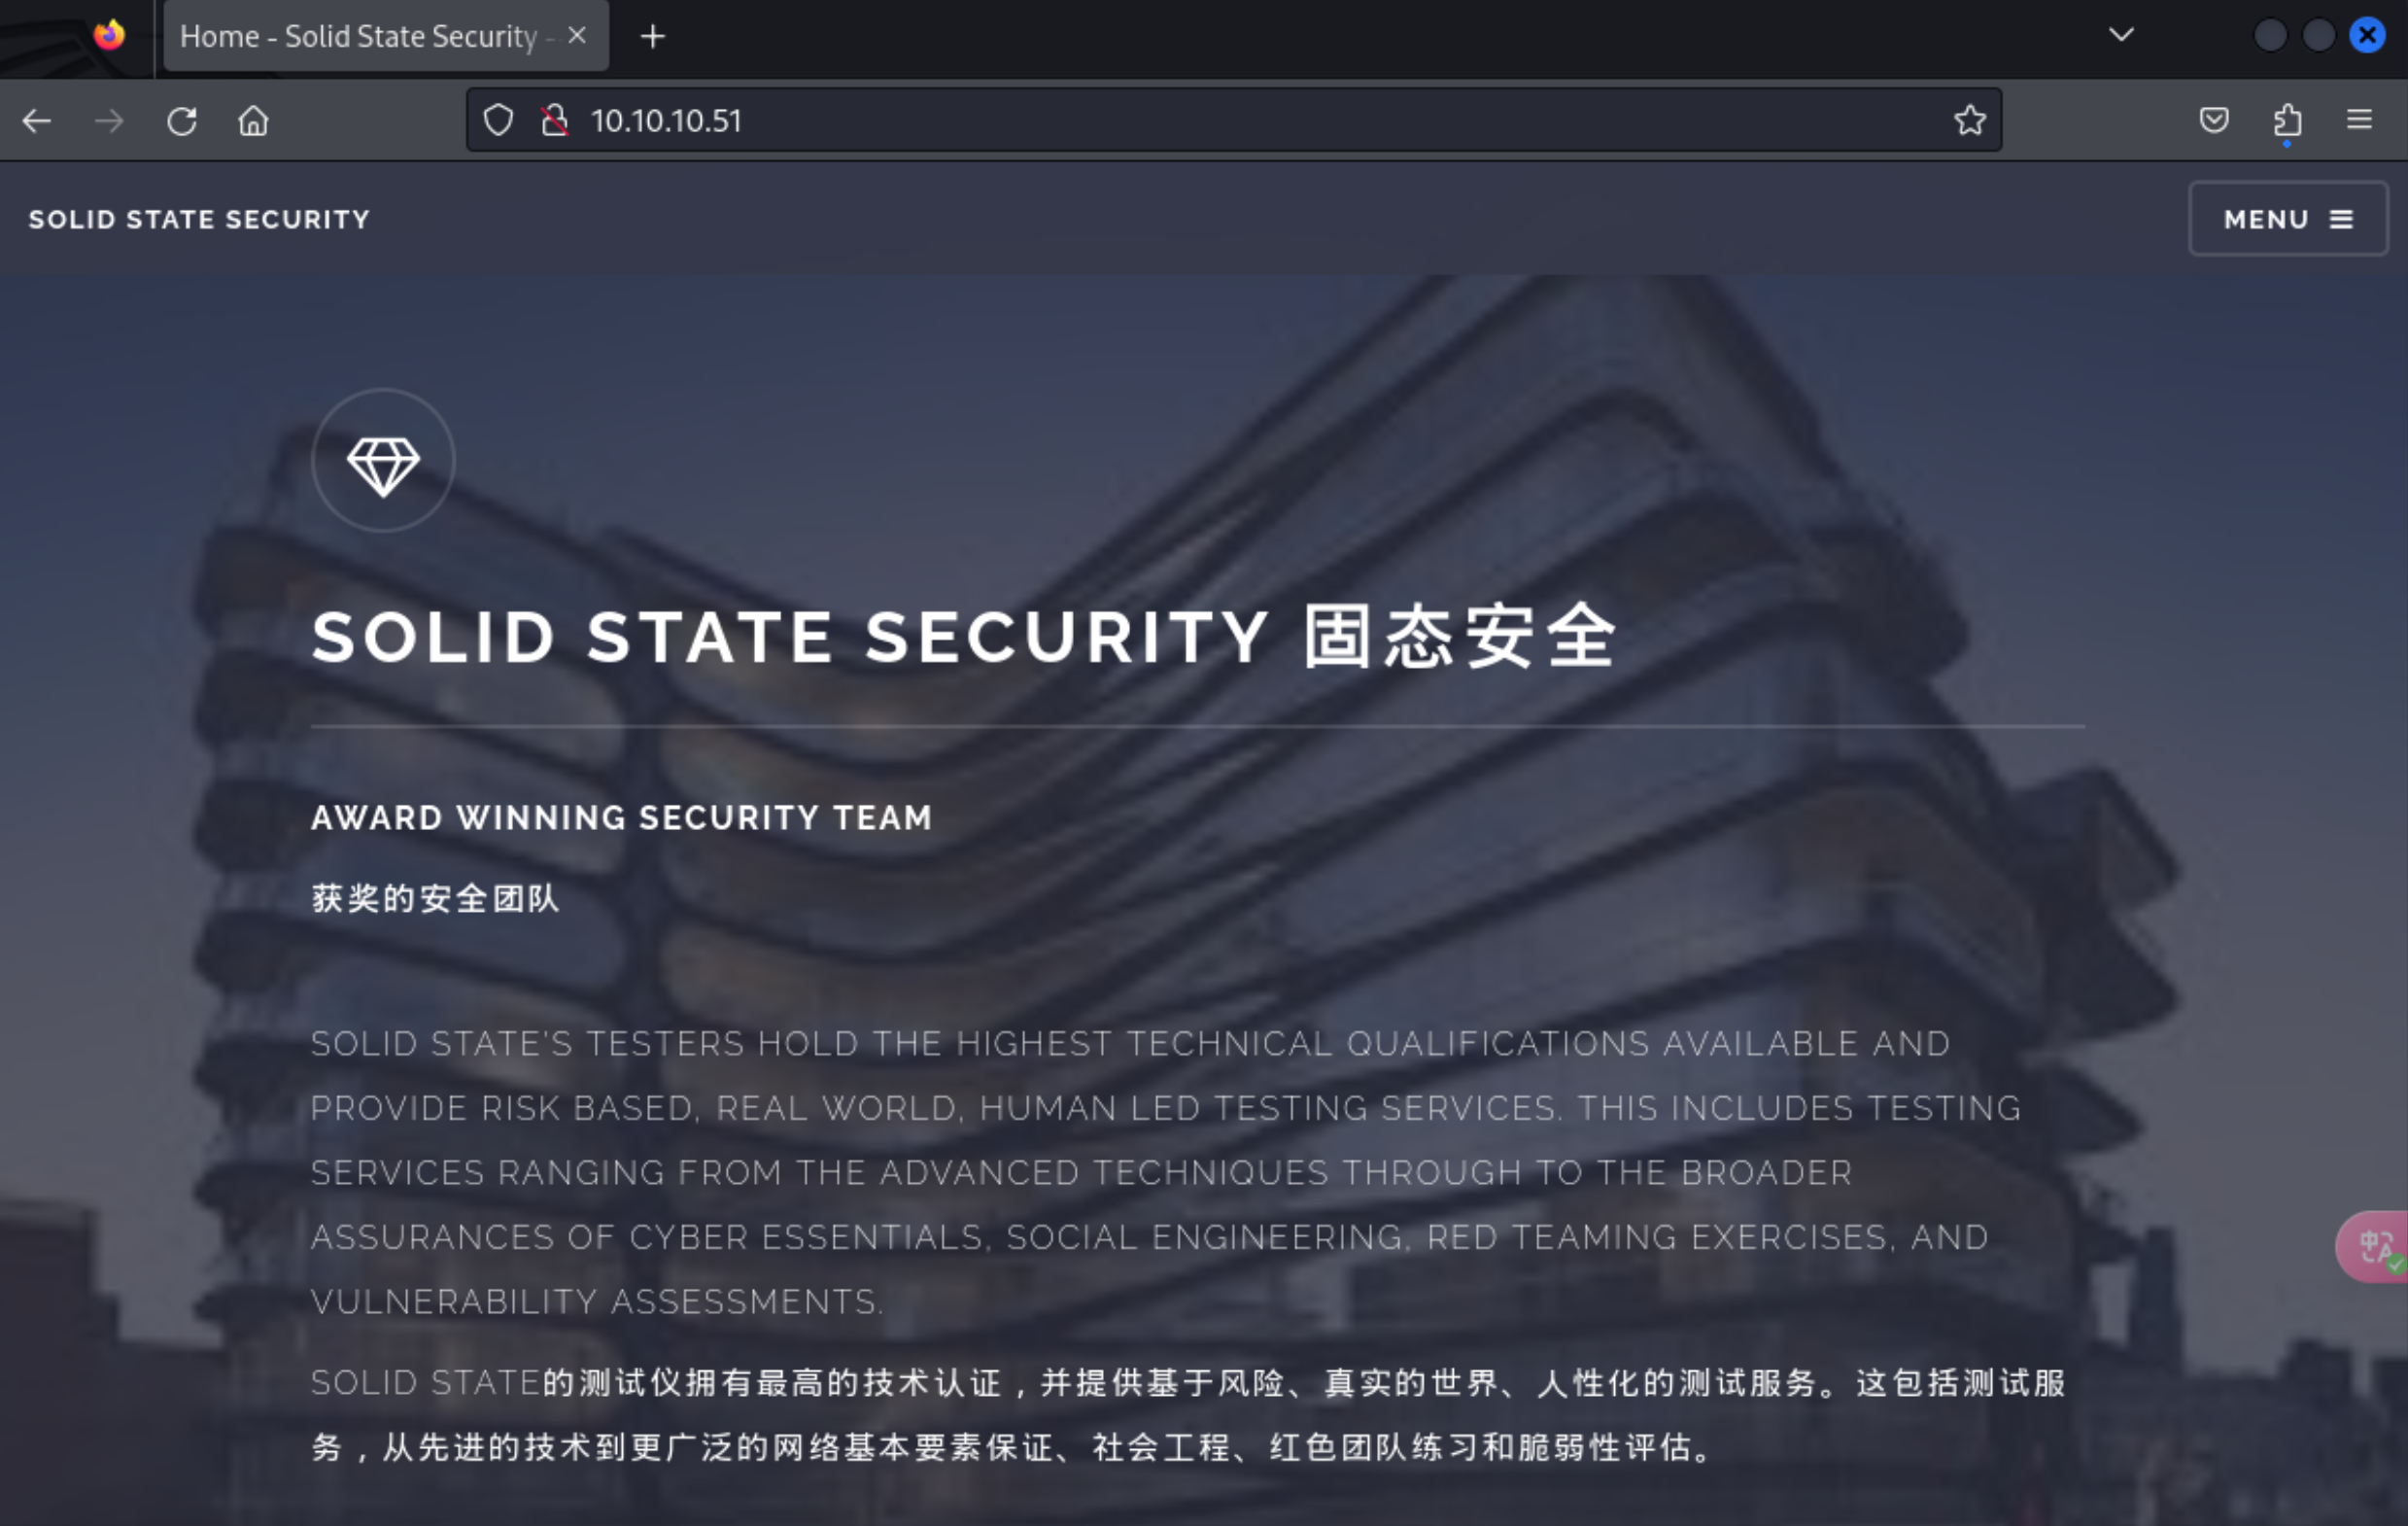 Home - Solid State Security -
10.10.10.51
SOLID STATE SECURITY
MENU
SOLID STATE SECURITY 固态安全
AWARD WINNING SECURITY TEAM
获奖的安全团队
SOLID STATE'S TESTERS HOLD THE HIGHEST TECHNICAL QUALIFICATIONS AVAILABLE AND
PROVIDE RISK BASED, REAL WORLD, HUMAN LED TESTING SERVICES. THIS INCLUDES TESTING
SERVICES RANGING FROM THE ADVANCED TECHNIQUES THROUGH TO THE BROADER
ASSURANCES OF CYBER ESSENTIALS, SOCIAL ENGINEERING, RED TEAMING EXERCISES, AND
VULNERABILITY ASSESSMENTS.
SOLID STATE的测试仪拥有最高的技术认证，并提供基于风险、真实的世界、人性化的测试服务。这包括测试服
务，从先进的技术到更广泛的网络基本要素保证、社会工程、红色团队练习和脆弱性评估。
中A